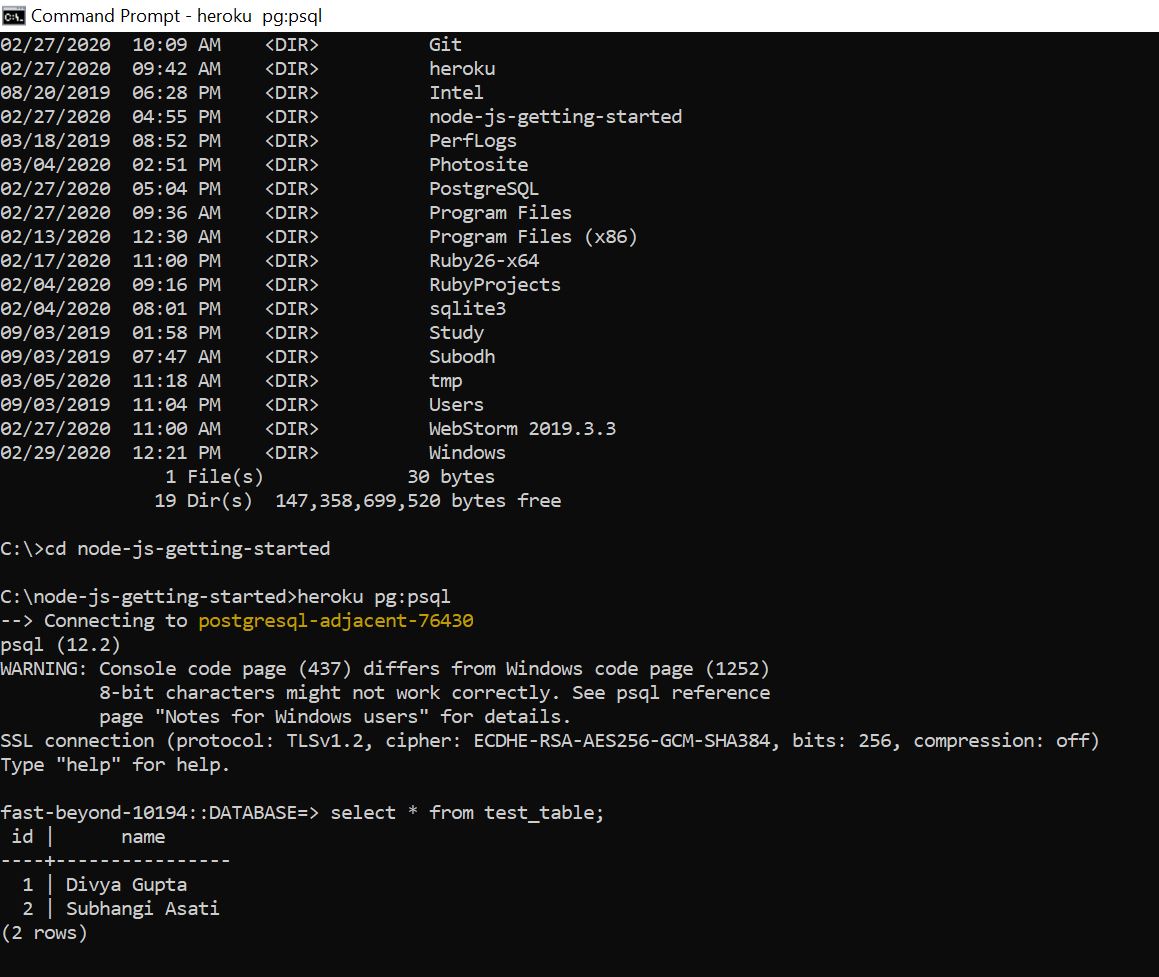 Command Prompt - heroku  pg:psql
02/27/2020  10:09 AM    <DIR>          Git
02/27/2020  09:42 AM    <DIR>          heroku
08/20/2019  06:28 PM    <DIR>          Intel
02/27/2020  04:55 PM    <DIR>          node-js-getting-started
03/18/2019  08:52 PM    <DIR>          PerfLogs
03/04/2020  02:51 PM    <DIR>          Photosite
02/27/2020  05:04 PM    <DIR>          PostgreSQL
02/27/2020  09:36 AM    <DIR>          Program Files
02/13/2020  12:30 AM    <DIR>          Program Files (x86)
02/17/2020  11:00 PM    <DIR>          Ruby26-x64
02/04/2020  09:16 PM    <DIR>          RubyProjects
02/04/2020  08:01 PM    <DIR>          sqlite3
09/03/2019  01:58 PM    <DIR>          Study
09/03/2019  07:47 AM    <DIR>          Subodh
03/05/2020  11:18 AM    <DIR>          tmp
09/03/2019  11:04 PM    <DIR>          Users
02/27/2020  11:00 AM    <DIR>          WebStorm 2019.3.3
02/29/2020  12:21 PM    <DIR>          Windows
               1 File(s)             30 bytes
              19 Dir(s)  147,358,699,520 bytes free
C:\>cd node-js-getting-started
C:\node-js-getting-started>heroku pg:psql
--> Connecting to postgresql-adjacent-76430
psql (12.2)
WARNING: Console code page (437) differs from Windows code page (1252)
         8-bit characters might not work correctly. See psql reference
         page "Notes for Windows users" for details.
SSL connection (protocol: TLSv1.2, cipher: ECDHE-RSA-AES256-GCM-SHA384, bits: 256, compression: off)
Type "help" for help.
fast-beyond-10194::DATABASE=> select * from test_table;
 id |      name
----+----------------
  1 | Divya Gupta
  2 | Subhangi Asati
(2 rows)